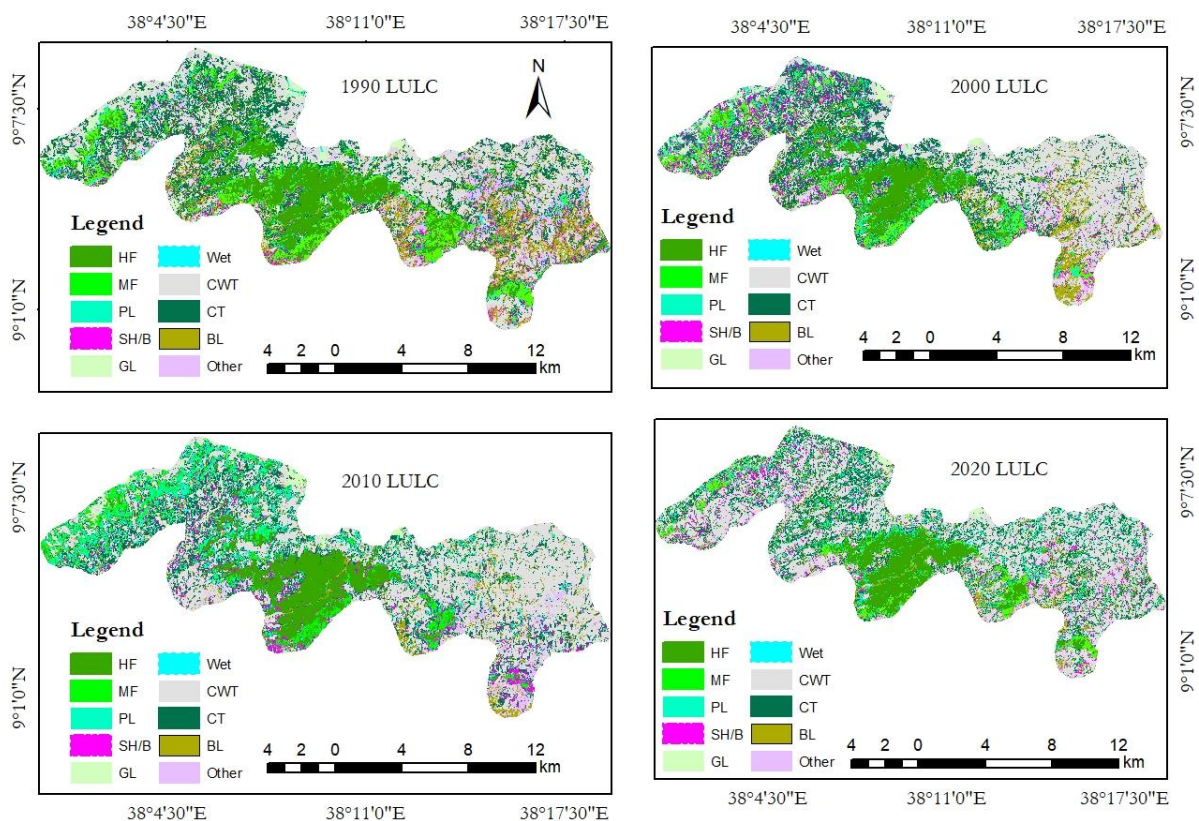 38°4'30"E 38°11'0"E 38°17'30"E
38°4'30"E 38°11'0"E 38°17'30"E
9°7'30"N
9°1'0"N
N
1990 LULC
Legend
HF Wet
MF CWT
PL CT
SH/B BL
GL Other
4 2 0 4 8 12
km
2000 LULC
Legend
HF Wet
MF CWT
PL CT
SH/B BL
GL Other
4 2 0 4 8 12
km
9°7'30"N
9°1'0"N
9°7'30"N
9°1'0"N
2010 LULC
Legend
HF Wet
MF CWT
PL CT
SH/B BL
GL Other
4 2 0 4 8 12
km
2020 LULC
Legend
HF Wet
MF CWT
PL CT
SH/B BL
GL Other
4 2 0 4 8 12
km
9°7'30"N
9°1'0"N
38°4'30"E 38°11'0"E 38°17'30"E
38°4'30"E 38°11'0"E 38°17'30"E